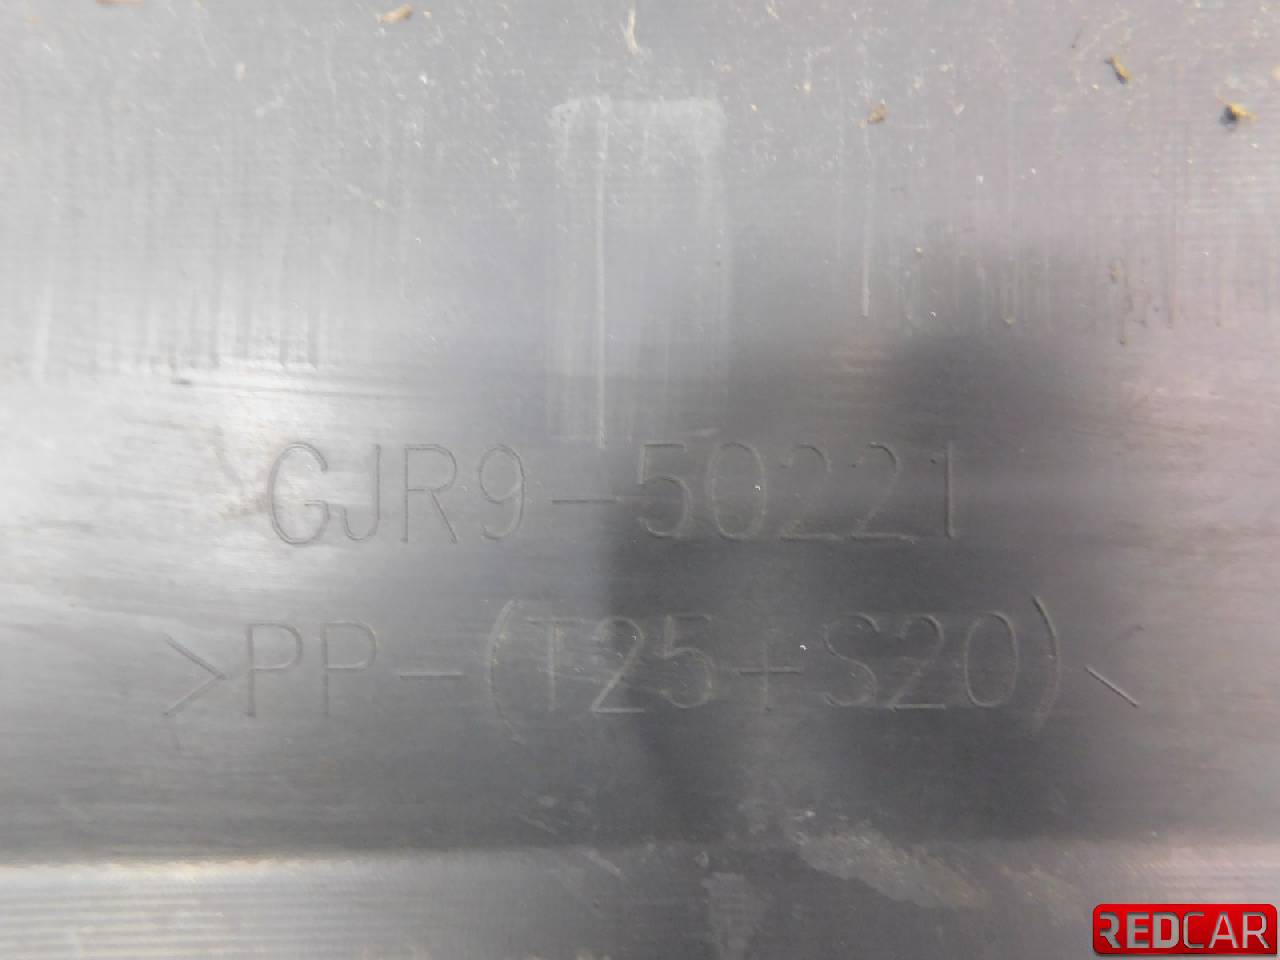 GJR9-50221
>PP-(T25+S20)<
REDCAR